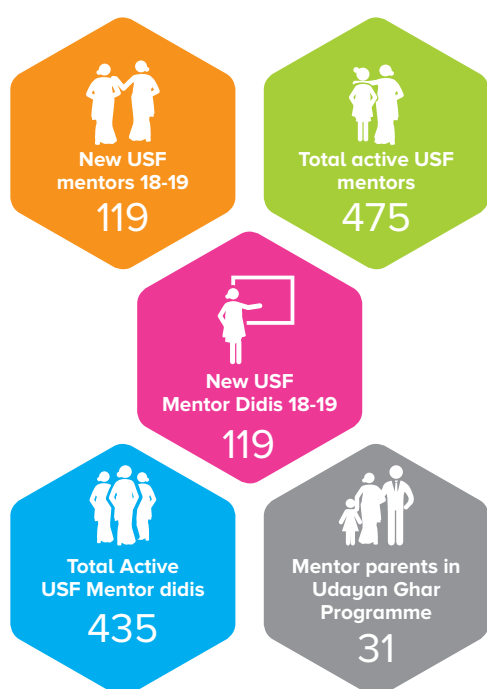 New USF
mentors 18-19
119
Total active USF
mentors
475
New USF
Mentor Didis 18-19
119
Total Active
USF Mentor didis
435
Mentor parents in
Udayan Ghar
Programme
31